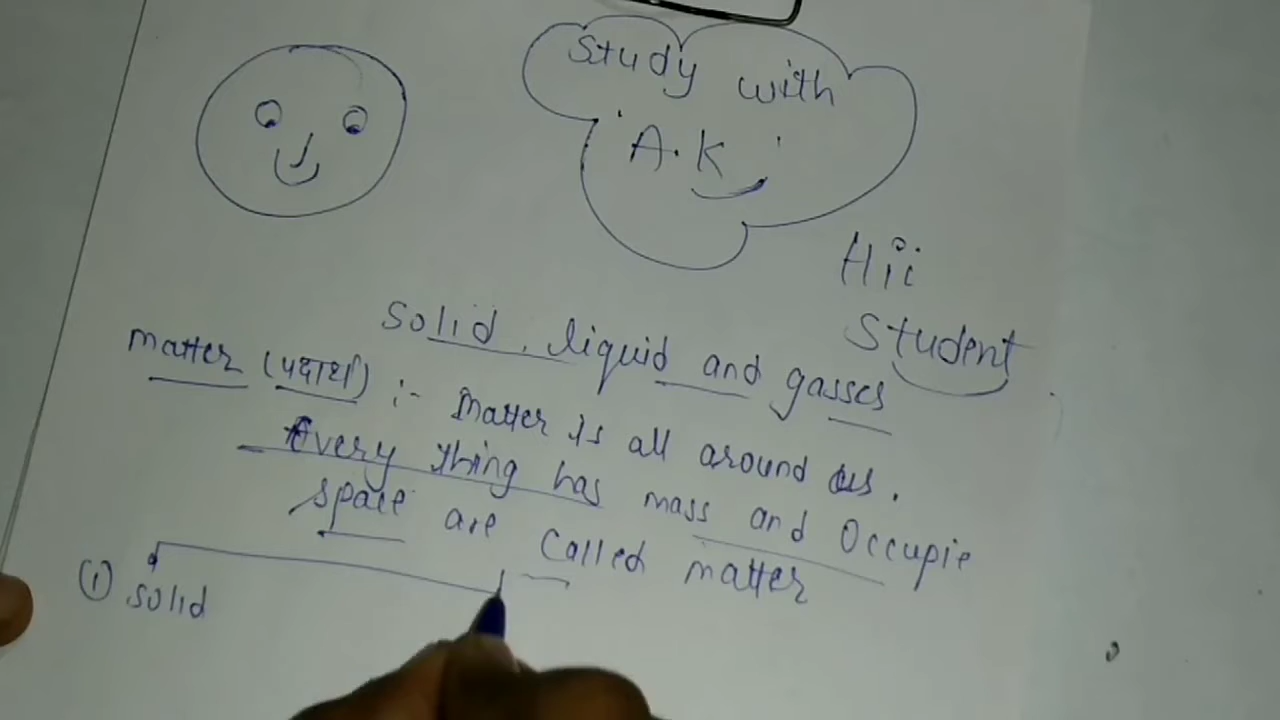 Study with
'A.K'
Hii
Student
Solid, liquid and gasses
Matter (पदार्थ) :- Matter is all around us.
Every thing has mass and Occupie
space are called matter
① Solid